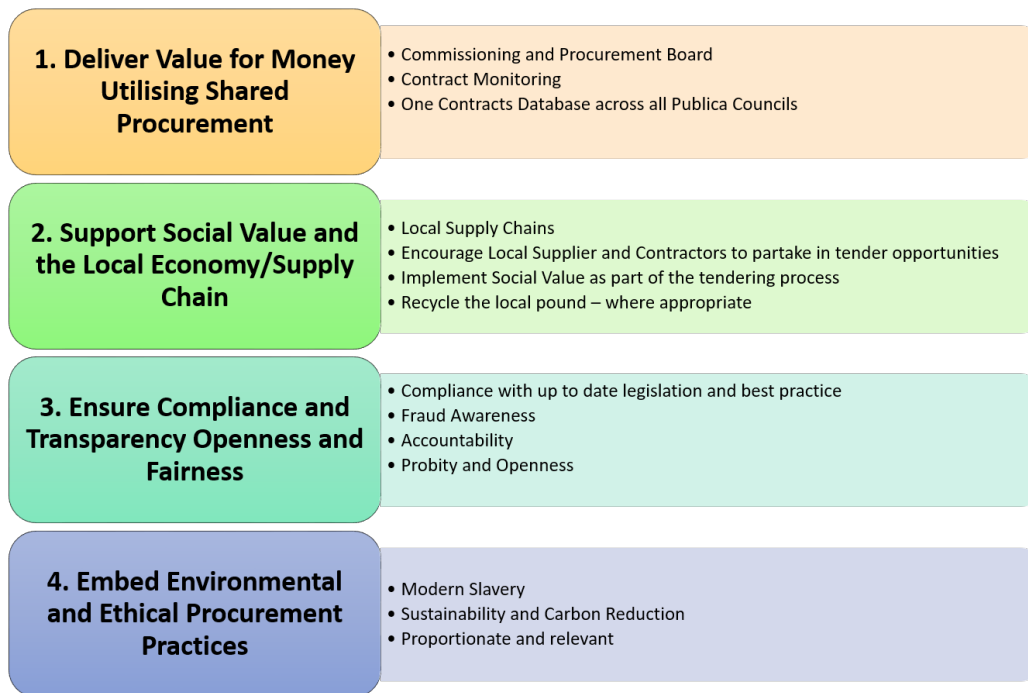 1. Deliver Value for Money
Utilising Shared
Procurement
• Commissioning and Procurement Board
• Contract Monitoring
• One Contracts Database across all Publica Councils
2. Support Social Value and
the Local Economy/Supply
Chain
• Local Supply Chains
• Encourage Local Supplier and Contractors to partake in tender opportunities
• Implement Social Value as part of the tendering process
• Recycle the local pound – where appropriate
3. Ensure Compliance and
Transparency Openness and
Fairness
• Compliance with up to date legislation and best practice
• Fraud Awareness
• Accountability
• Probity and Openness
4. Embed Environmental
and Ethical Procurement
Practices
• Modern Slavery
• Sustainability and Carbon Reduction
• Proportionate and relevant